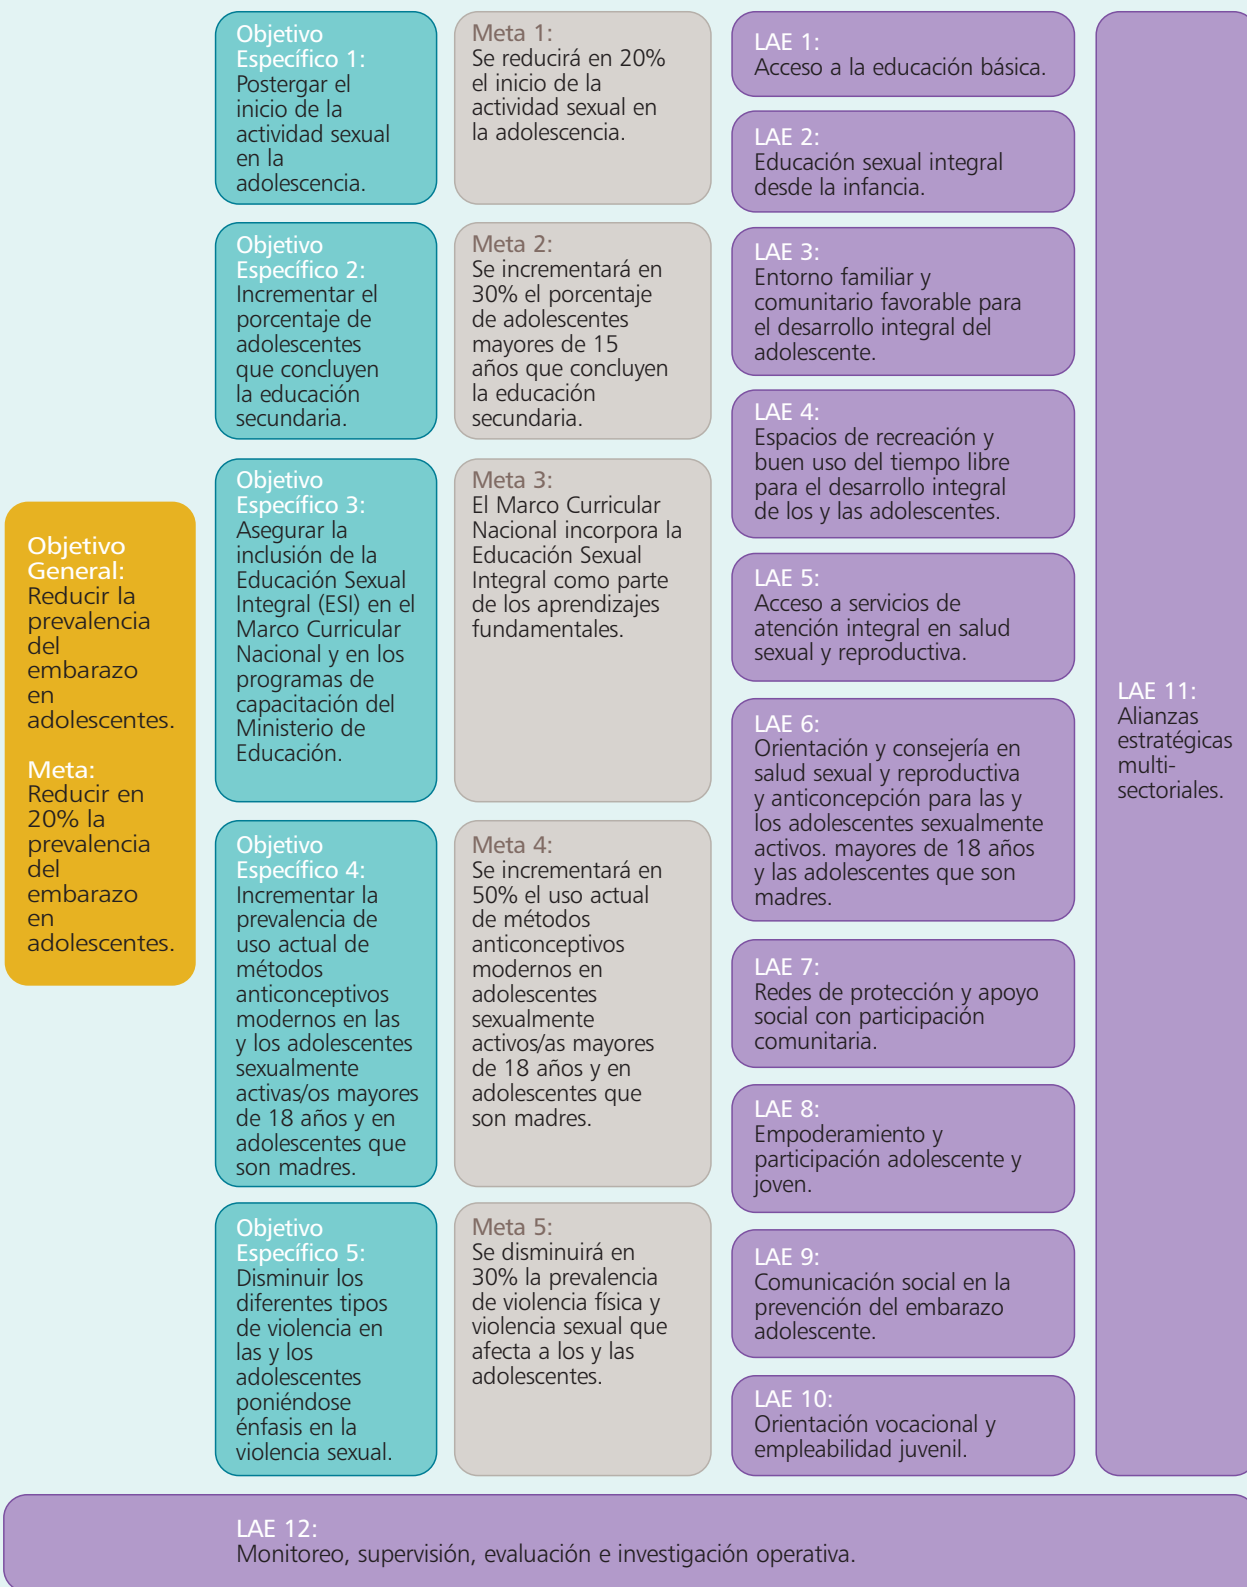 Objetivo
General:
Reducir la
prevalencia
del
embarazo
en
adolescentes.
Meta:
Reducir en
20% la
prevalencia
del
embarazo
en
adolescentes.
Objetivo
Específico 1:
Postergar el
inicio de la
actividad sexual
en la
adolescencia.
Meta 1:
Se reducirá en 20%
el inicio de la
actividad sexual en
la adolescencia.
Objetivo
Específico 2:
Incrementar el
porcentaje de
adolescentes
que concluyen
la educación
secundaria.
Meta 2:
Se incrementará en
30% el porcentaje
de adolescentes
mayores de 15
años que concluyen
la educación
secundaria.
Objetivo
Específico 3:
Asegurar la
inclusión de la
Educación Sexual
Integral (ESI) en el
Marco Curricular
Nacional y en los
programas de
capacitación del
Ministerio de
Educación.
Meta 3:
El Marco Curricular
Nacional incorpora la
Educación Sexual
Integral como parte
de los aprendizajes
fundamentales.
Objetivo
Específico 4:
Incrementar la
prevalencia de
uso actual de
métodos
anticonceptivos
modernos en las
y los adolescentes
sexualmente
activas/os mayores
de 18 años y en
adolescentes que
son madres.
Meta 4:
Se incrementará en
50% el uso actual
de métodos
anticonceptivos
modernos en
adolescentes
sexualmente
activos/as mayores
de 18 años y en
adolescentes que
son madres.
Objetivo
Específico 5:
Disminuir los
diferentes tipos
de violencia en
las y los
adolescentes
poniéndose
énfasis en la
violencia sexual.
Meta 5:
Se disminuirá en
30% la prevalencia
de violencia física y
violencia sexual que
afecta a los y las
adolescentes.
LAE 1:
Acceso a la educación básica.
LAE 2:
Educación sexual integral
desde la infancia.
LAE 3:
Entorno familiar y
comunitario favorable para
el desarrollo integral del
adolescente.
LAE 4:
Espacios de recreación y
buen uso del tiempo libre
para el desarrollo integral
de los y las adolescentes.
LAE 5:
Acceso a servicios de
atención integral en salud
sexual y reproductiva.
LAE 6:
Orientación y consejería en
salud sexual y reproductiva
y anticoncepción para las y
los adolescentes sexualmente
activos. mayores de 18 años
y las adolescentes que son
madres.
LAE 7:
Redes de protección y apoyo
social con participación
comunitaria.
LAE 8:
Empoderamiento y
participación adolescente y
joven.
LAE 9:
Comunicación social en la
prevención del embarazo
adolescente.
LAE 10:
Orientación vocacional y
empleabilidad juvenil.
LAE 11:
Alianzas
estratégicas
multi-
sectoriales.
LAE 12:
Monitoreo, supervisión, evaluación e investigación operativa.